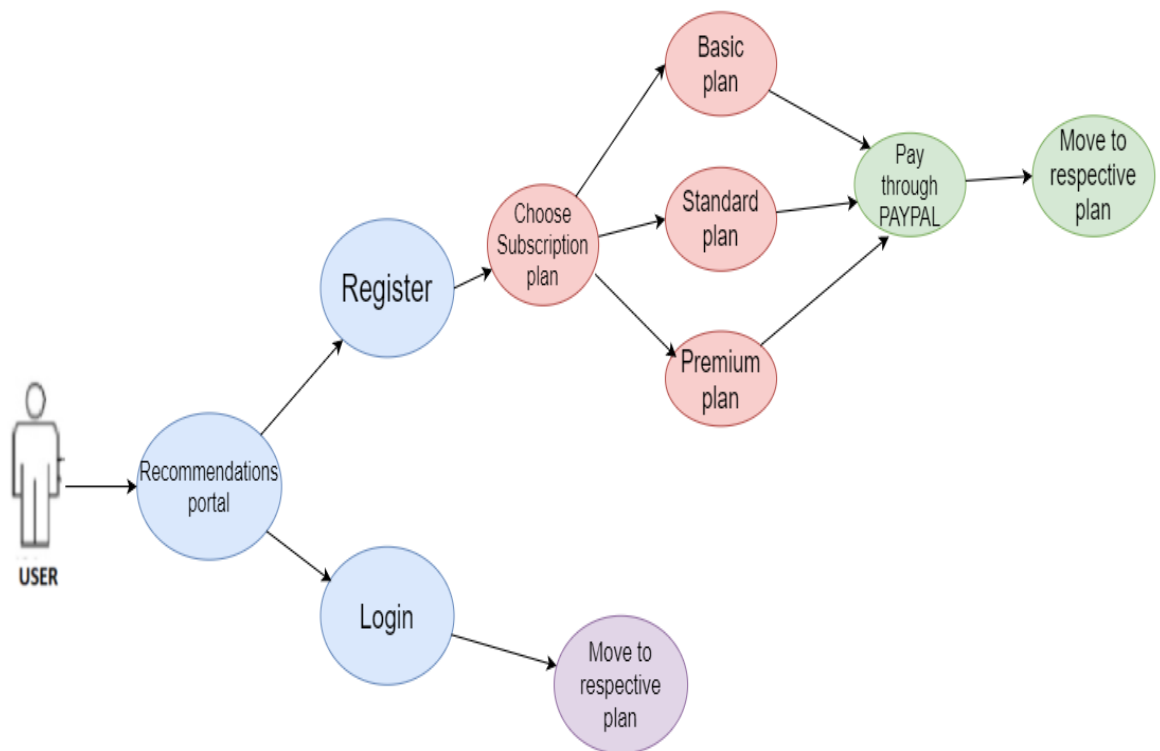 Basic
plan
Pay
through
PAYPAL
Move to
respective
plan
Choose
Subscription
plan
Standard
plan
Register
Premium
plan
Recommendations
portal
USER
Login
Move to
respective
plan